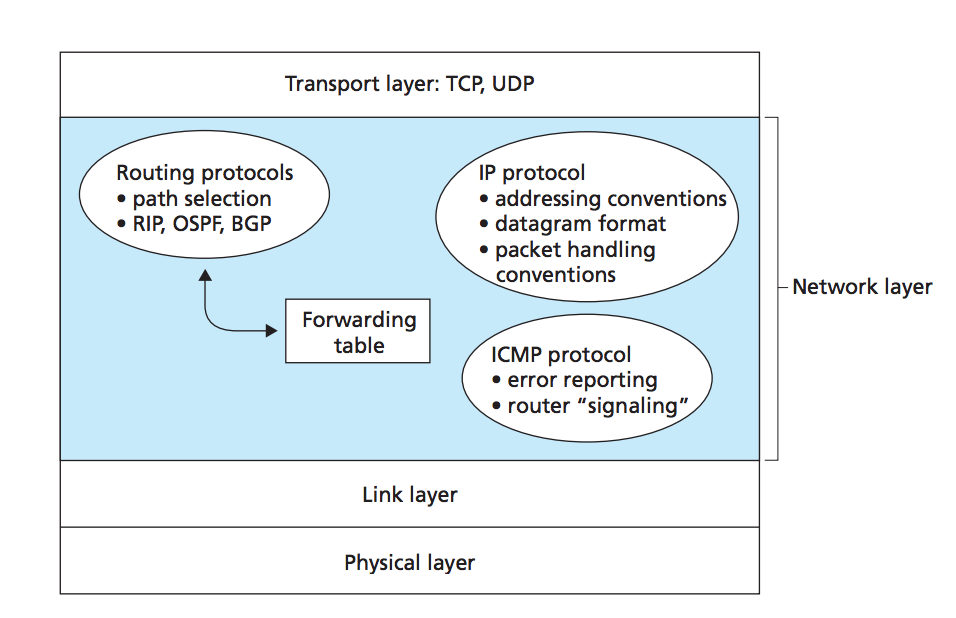 Transport layer: TCP, UDP
Routing protocols
• path selection
• RIP, OSPF, BGP
IP protocol
• addressing conventions
• datagram format
• packet handling
conventions
Network layer
Forwarding
table
ICMP protocol
• error reporting
• router “signaling”
Link layer
Physical layer